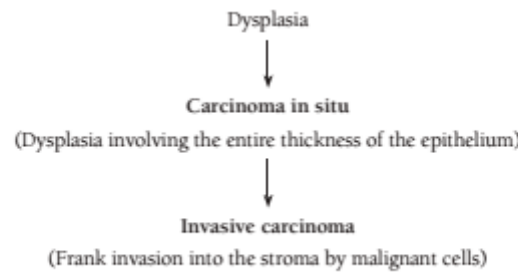 Dysplasia
Carcinoma in situ
(Dysplasia involving the entire thickness of the epithelium)
Invasive carcinoma
(Frank invasion into the stroma by malignant cells)